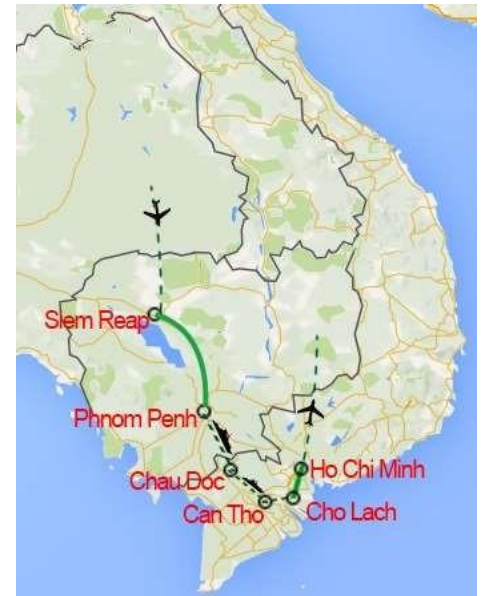 Siem Reap
Phnom Penh
Chau Doc
Ho Chi Minh
Can Tho
Cho Lach